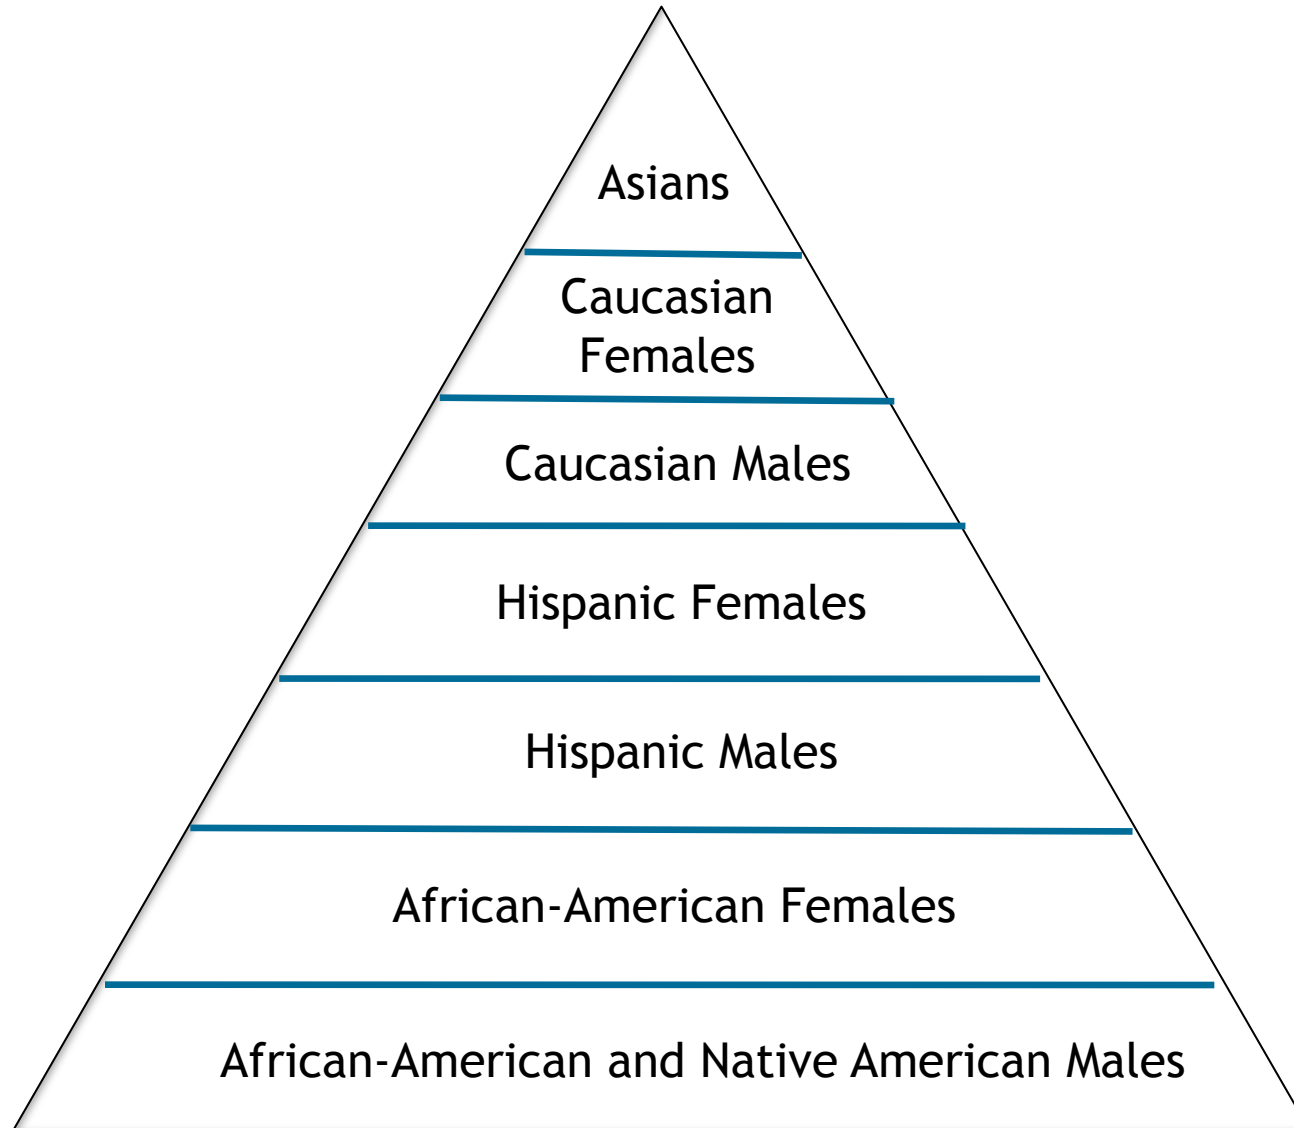 Asians
Caucasian
Females
Caucasian Males
Hispanic Females
Hispanic Males
African-American Females
African-American and Native American Males